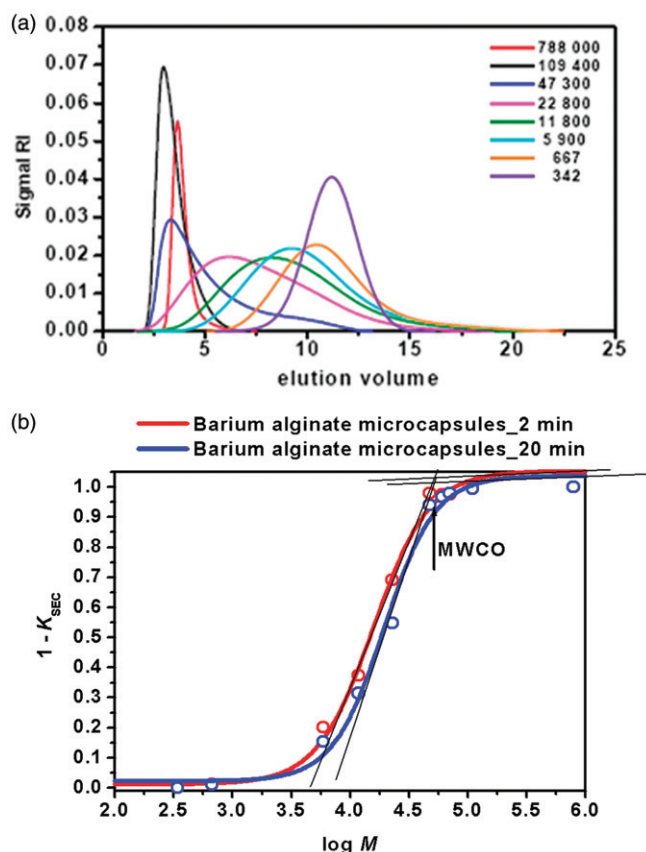 (a)
0.08
0.07
0.06
0.05
0.04
0.03
0.02
0.01
0.00
Sigmal RI
788 000
109 400
47 300
22 800
11 800
5 900
667
342
0 5 10 15 20 25
elution volume
(b)
Barium alginate microcapsules_2 min
Barium alginate microcapsules_20 min
1.0
0.9
0.8
0.7
0.6
0.5
0.4
0.3
0.2
0.1
0.0
1 - KSEC
MWCO
2.0 2.5 3.0 3.5 4.0 4.5 5.0 5.5 6.0
log M